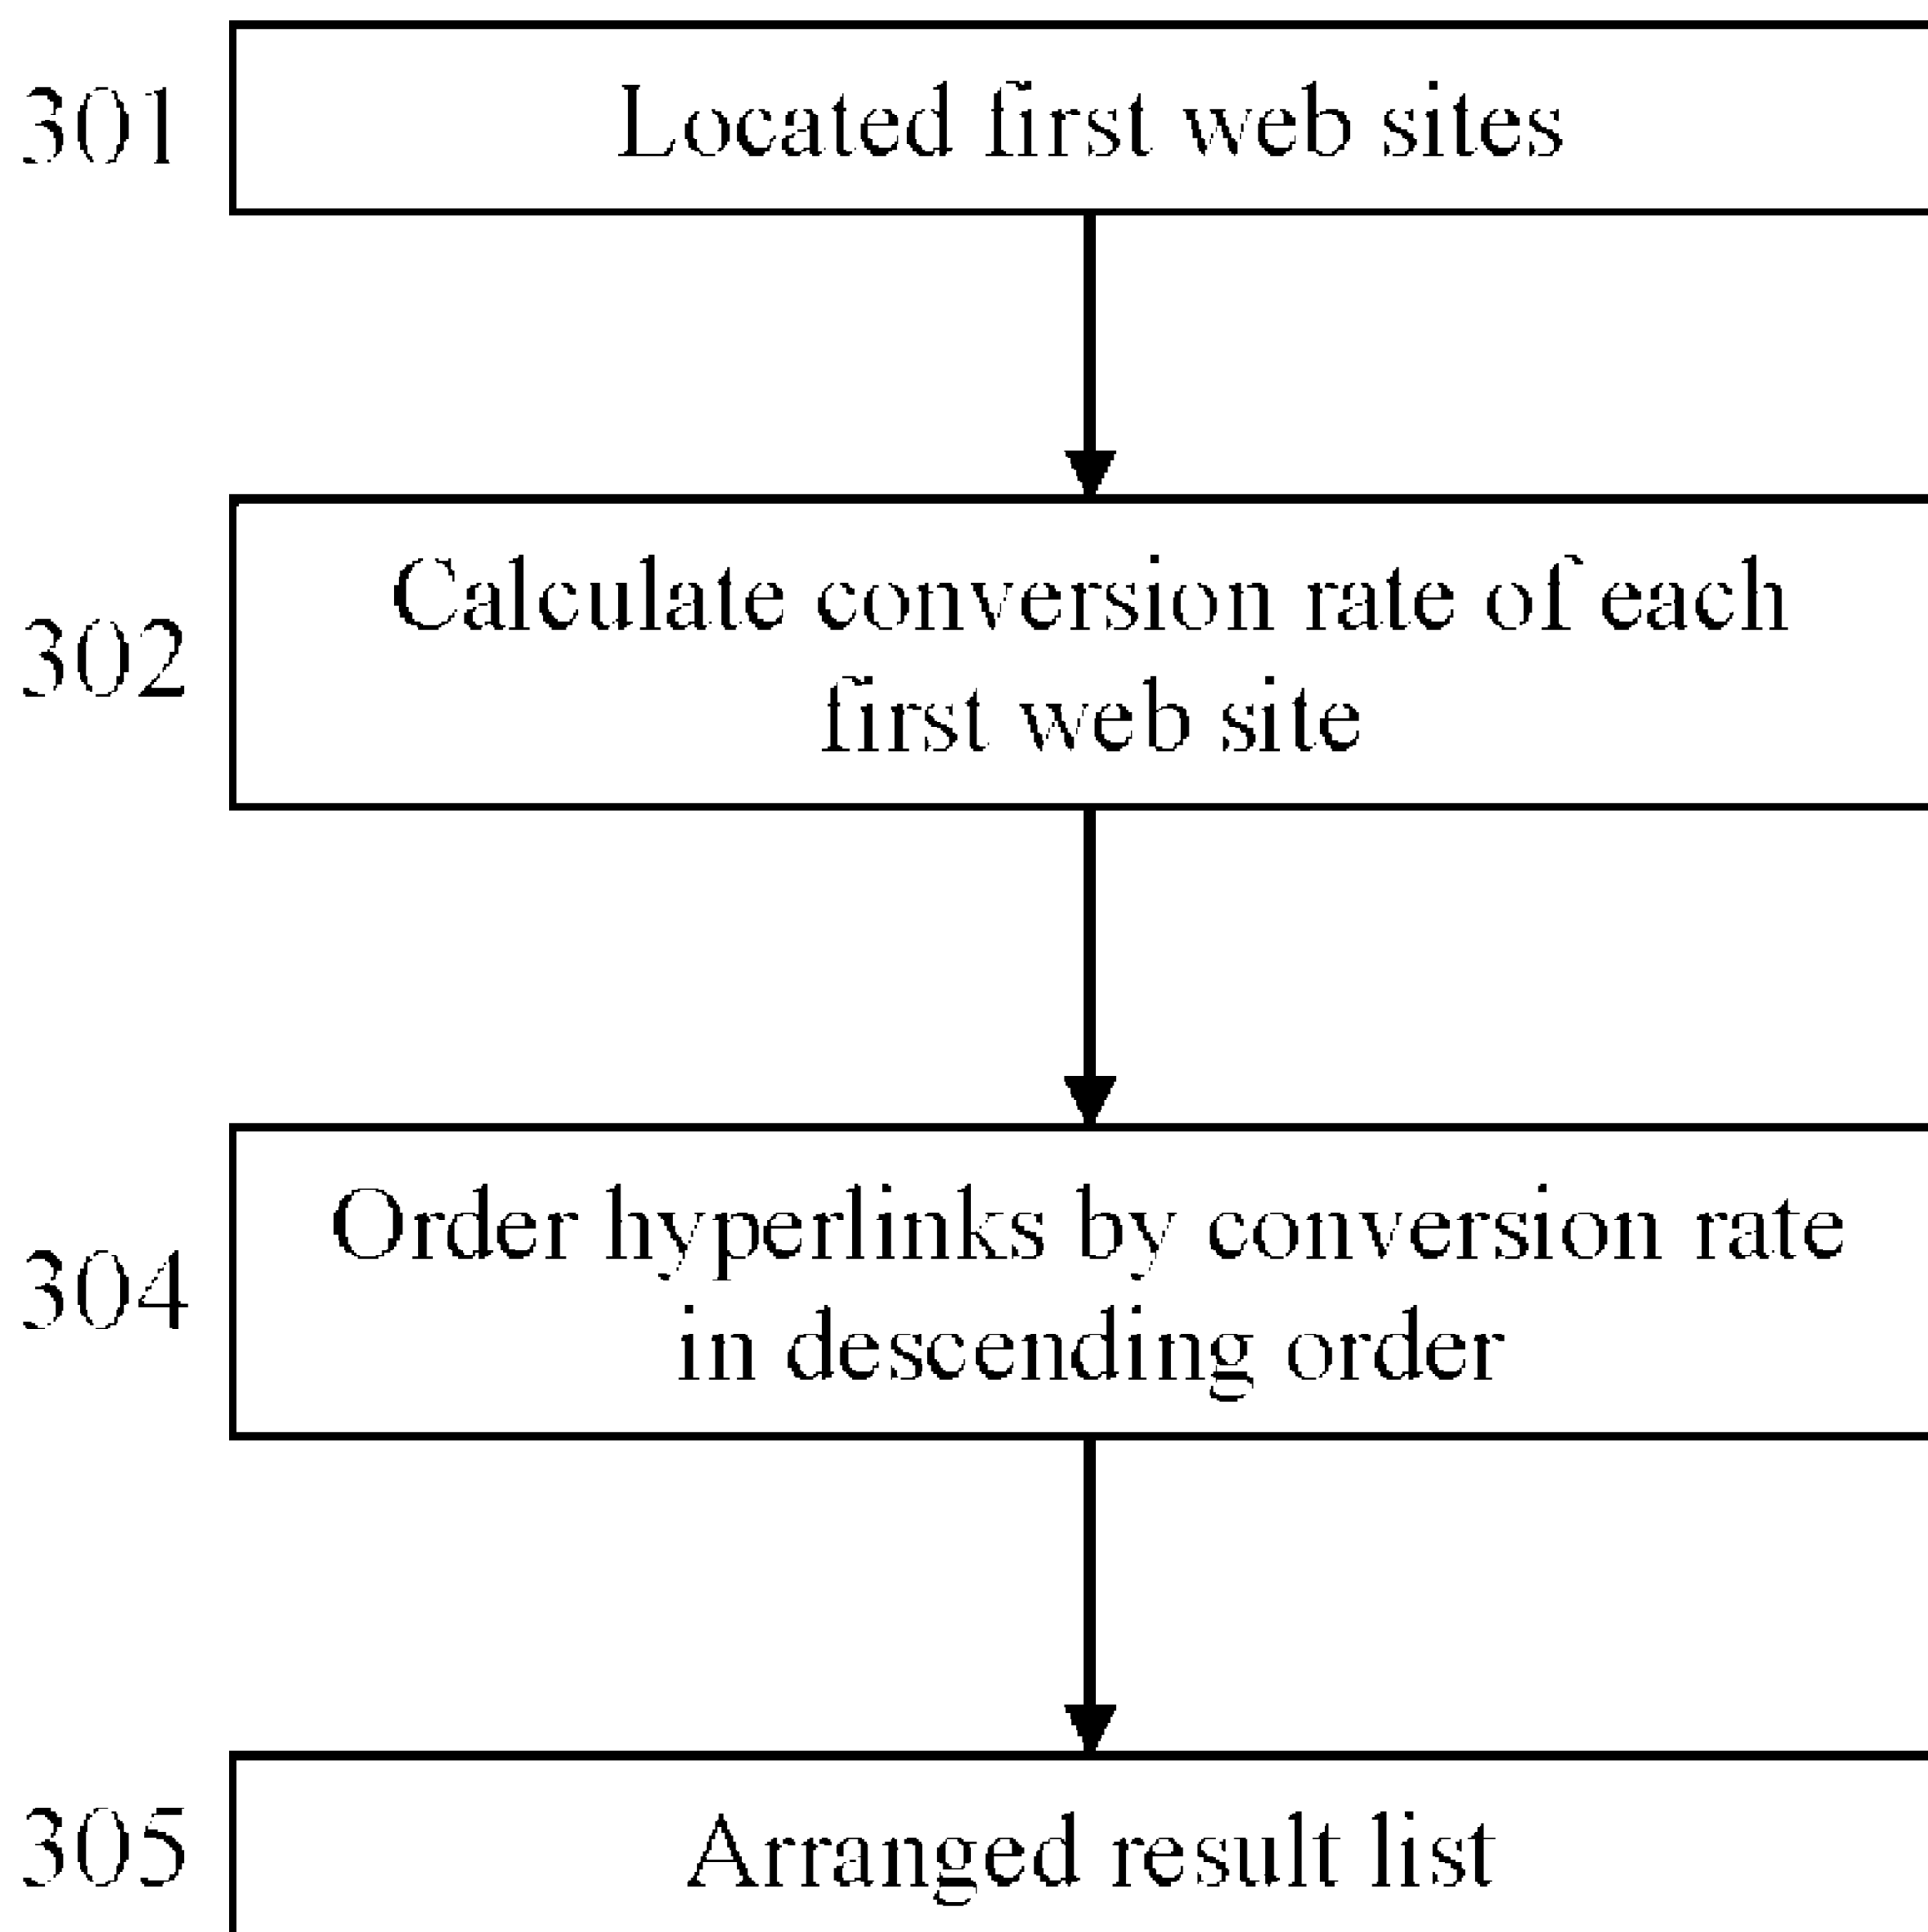 301
Located first web sites
302
Calculate conversion rate of each
first web site
304
Order hyperlinks by conversion rate
in descending order
305
Arranged result list